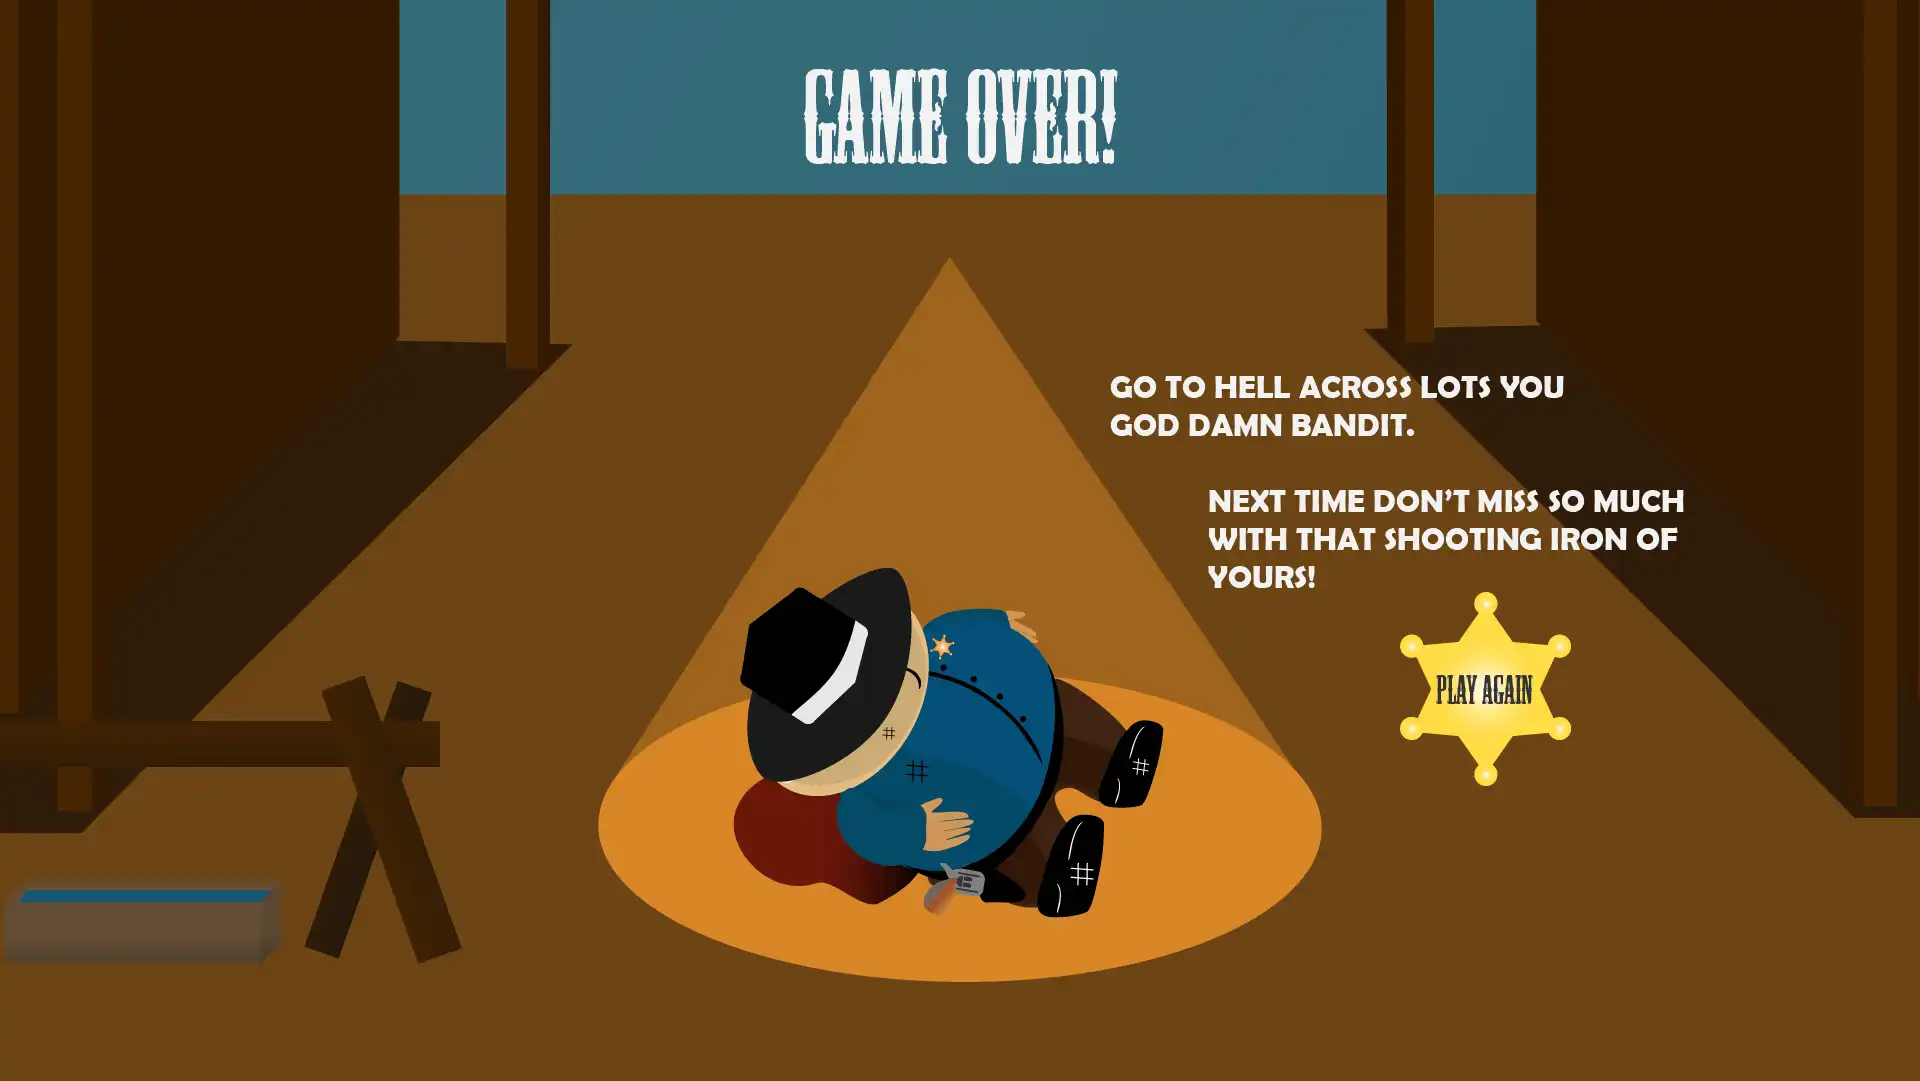 GAME OVER!
GO TO HELL ACROSS LOTS YOU
GOD DAMN BANDIT.
NEXT TIME DON'T MISS SO MUCH
WITH THAT SHOOTING IRON OF
YOURS!
PLAY AGAIN